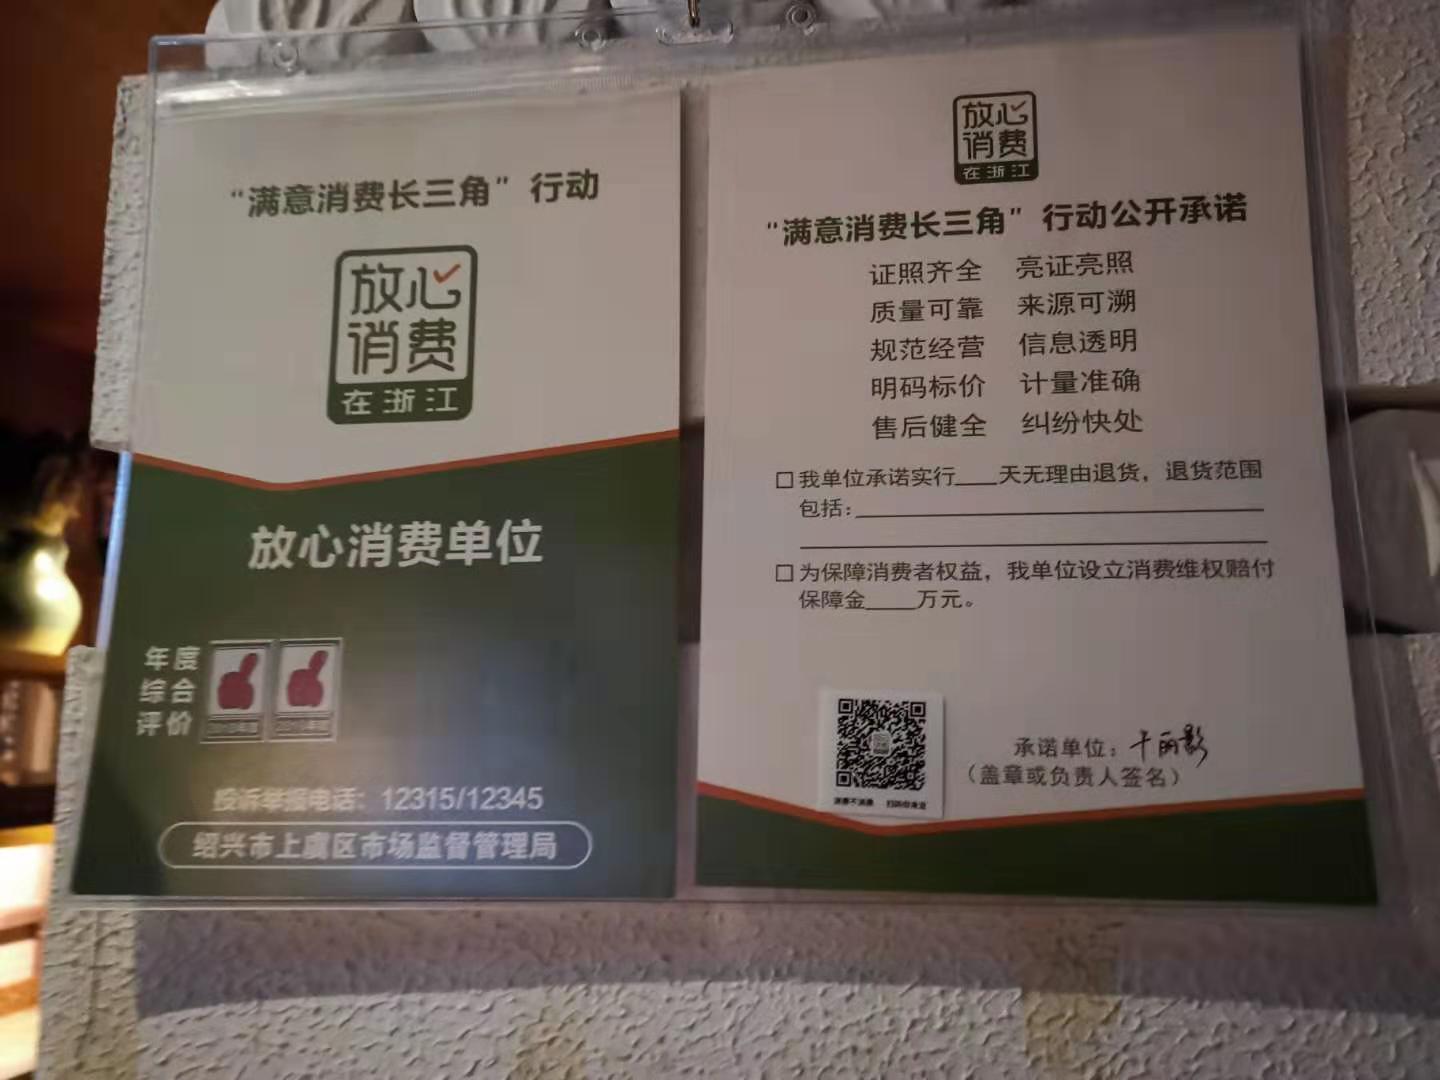 “满意消费长三角”行动
放心
消费
在浙江
放心消费单位
年度
综合
评价
投诉举报电话：12315/12345
绍兴市上虞区市场监督管理局
放心
消费
在浙江
“满意消费长三角”行动公开承诺
证照齐全 亮证亮照
质量可靠 来源可溯
规范经营 信息透明
明码标价 计量准确
售后健全 纠纷快处
□我单位承诺实行____天无理由退货，退货范围
包括：
□为保障消费者权益，我单位设立消费维权赔付
保障金____万元。
承诺单位：
（盖章或负责人签名）